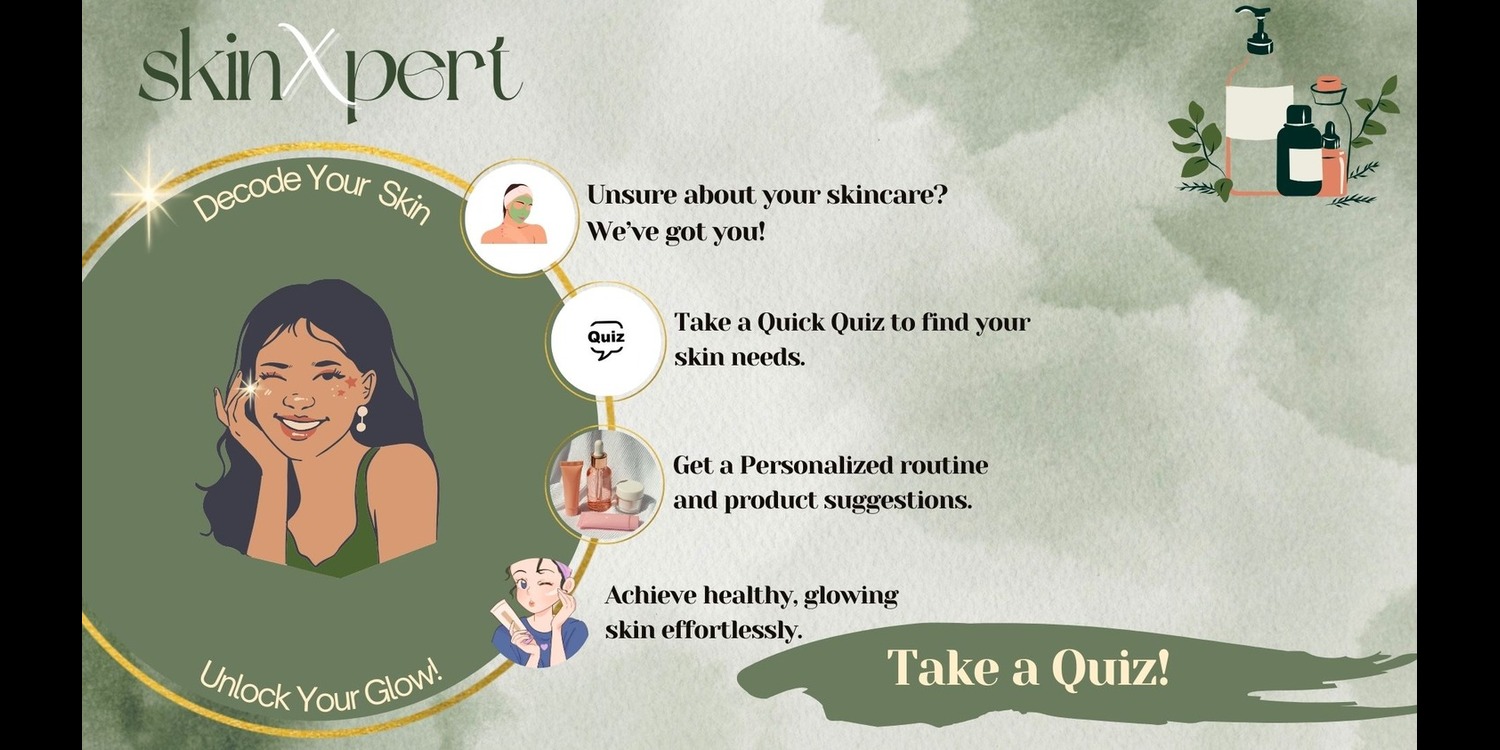 skinXpert
Decode Your Skin
Unsure about your skincare?
We've got you!
Quiz
Take a Quick Quiz to find your
skin needs.
Get a Personalized routine
and product suggestions.
Achieve healthy, glowing
skin effortlessly.
Unlock Your Glow!
Take a Quiz!